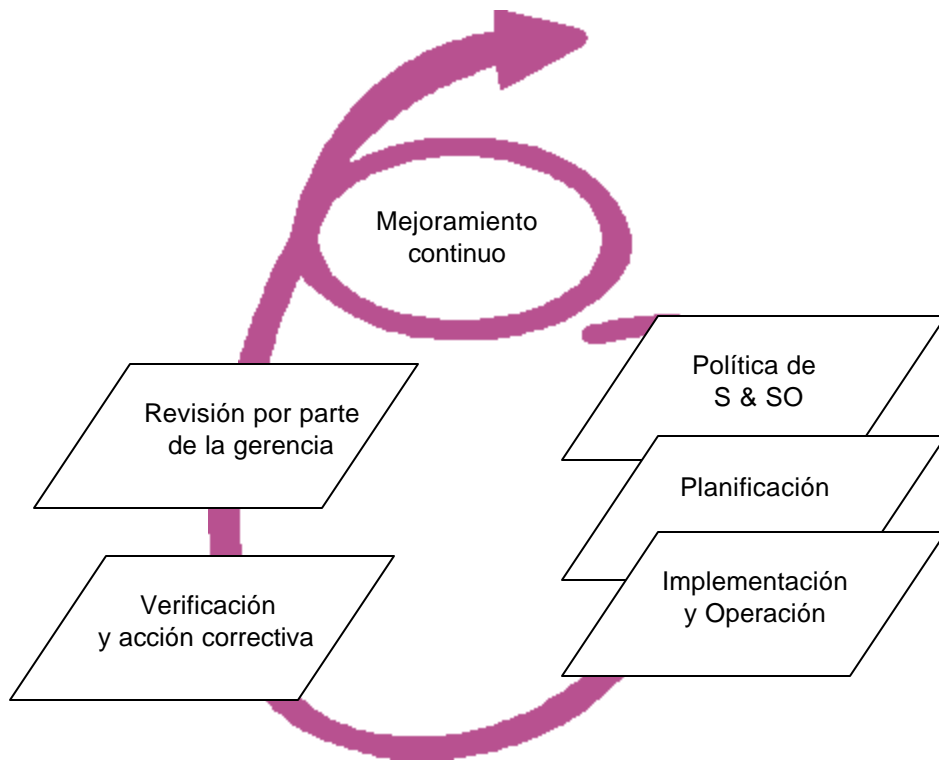 Mejoramiento
continuo
Política de
S & SO
Planificación
Implementación
y Operación
Verificación
y acción correctiva
Revisión por parte
de la gerencia